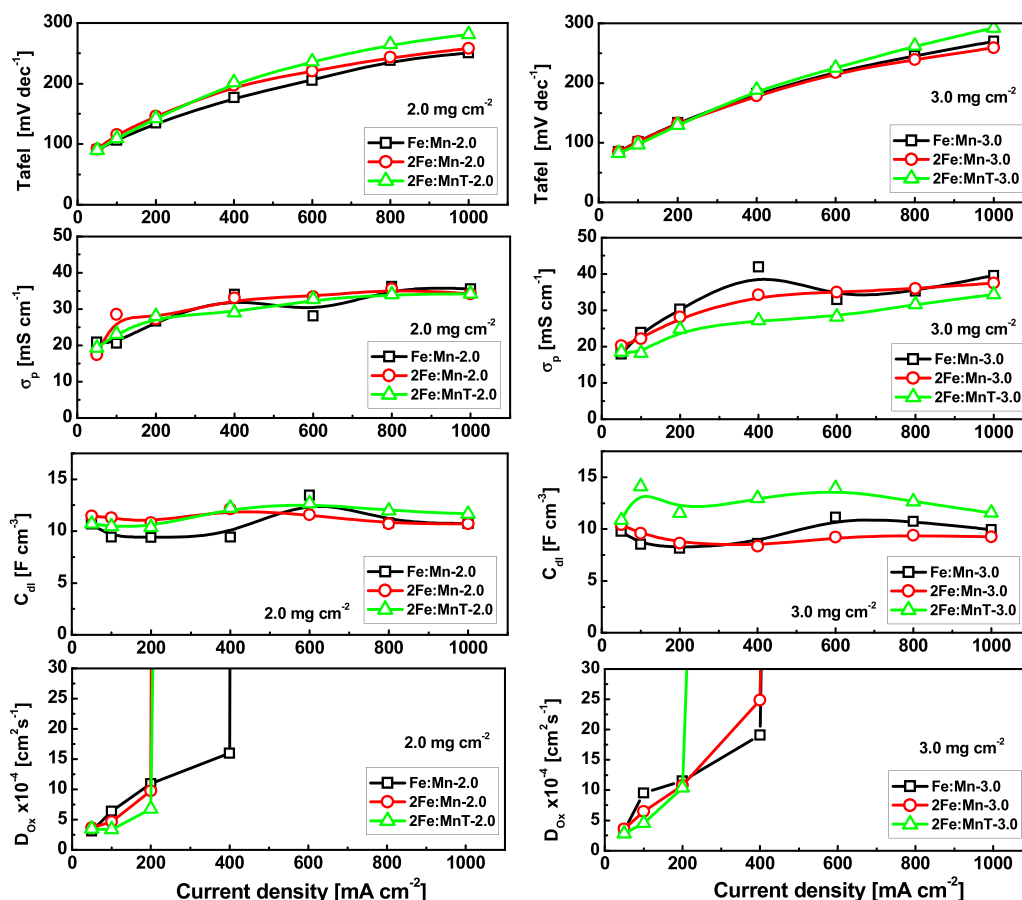 Tafel [mV dec⁻¹]
300
200
100
0
0 200 400 600 800 1000
2.0 mg cm⁻²
Fe:Mn-2.0
2Fe:Mn-2.0
2Fe:MnT-2.0
Tafel [mV dec⁻¹]
300
200
100
0
0 200 400 600 800 1000
3.0 mg cm⁻²
Fe:Mn-3.0
2Fe:Mn-3.0
2Fe:MnT-3.0
σp [mS cm⁻¹]
50
40
30
20
10
0
0 200 400 600 800 1000
2.0 mg cm⁻²
Fe:Mn-2.0
2Fe:Mn-2.0
2Fe:MnT-2.0
σp [mS cm⁻¹]
50
40
30
20
10
0
0 200 400 600 800 1000
3.0 mg cm⁻²
Fe:Mn-3.0
2Fe:Mn-3.0
2Fe:MnT-3.0
Cdl [F cm⁻³]
15
10
5
0
0 200 400 600 800 1000
2.0 mg cm⁻²
Fe:Mn-2.0
2Fe:Mn-2.0
2Fe:MnT-2.0
Cdl [F cm⁻³]
15
10
5
0
0 200 400 600 800 1000
3.0 mg cm⁻²
Fe:Mn-3.0
2Fe:Mn-3.0
2Fe:MnT-3.0
DOx x10⁻⁴ [cm²s⁻¹]
30
25
20
15
10
5
0
0 200 400 600 800 1000
2.0 mg cm⁻²
Fe:Mn-2.0
2Fe:Mn-2.0
2Fe:MnT-2.0
Current density [mA cm⁻²]
DOx x10⁻⁴ [cm²s⁻¹]
30
25
20
15
10
5
0
0 200 400 600 800 1000
3.0 mg cm⁻²
Fe:Mn-3.0
2Fe:Mn-3.0
2Fe:MnT-3.0
Current density [mA cm⁻²]